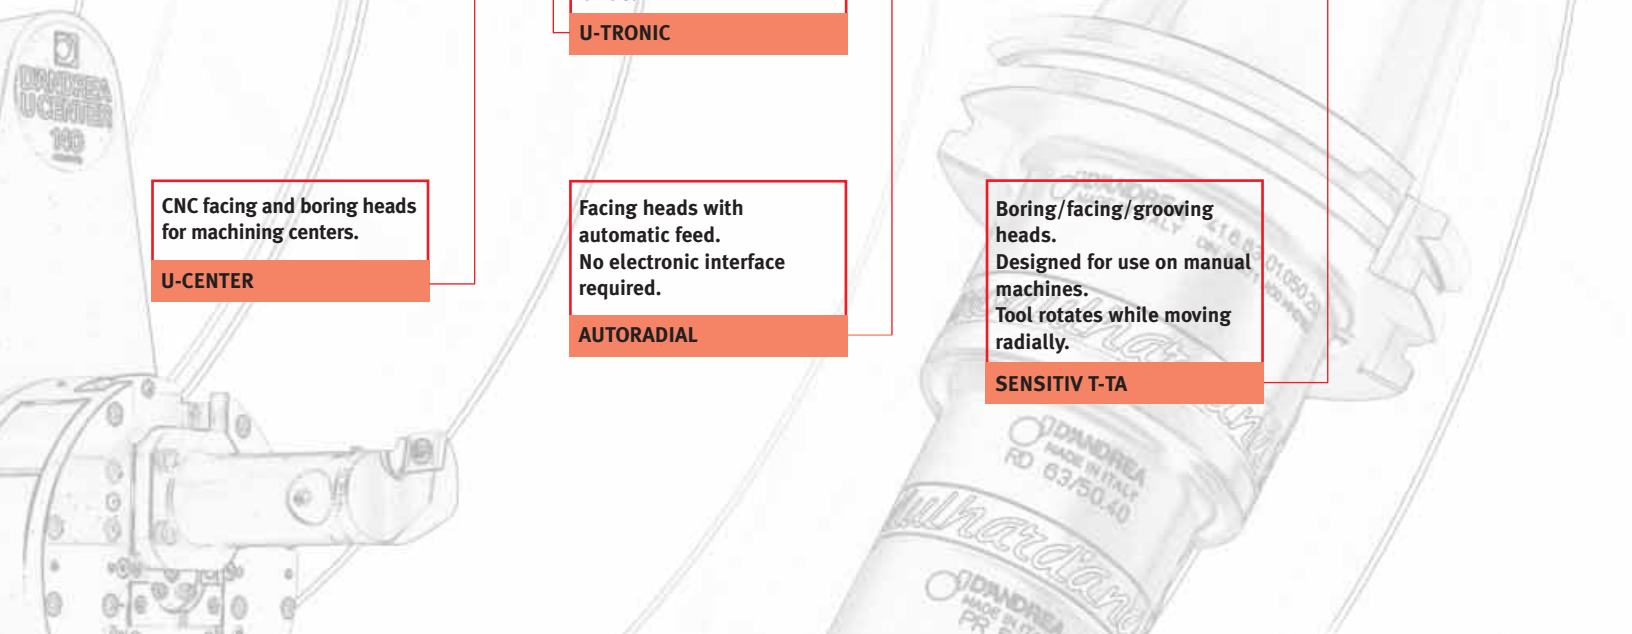 U-TRONIC
D'ANDREA
U CENTER
140
CNC facing and boring heads
for machining centers.
U-CENTER
Facing heads with
automatic feed.
No electronic interface
required.
AUTORADIAL
Boring/facing/grooving
heads.
Designed for use on manual
machines.
Tool rotates while moving
radially.
SENSITIV T-TA
D'ANDREA
MADE IN ITALY
RD 63/50.40
D'ANDREA